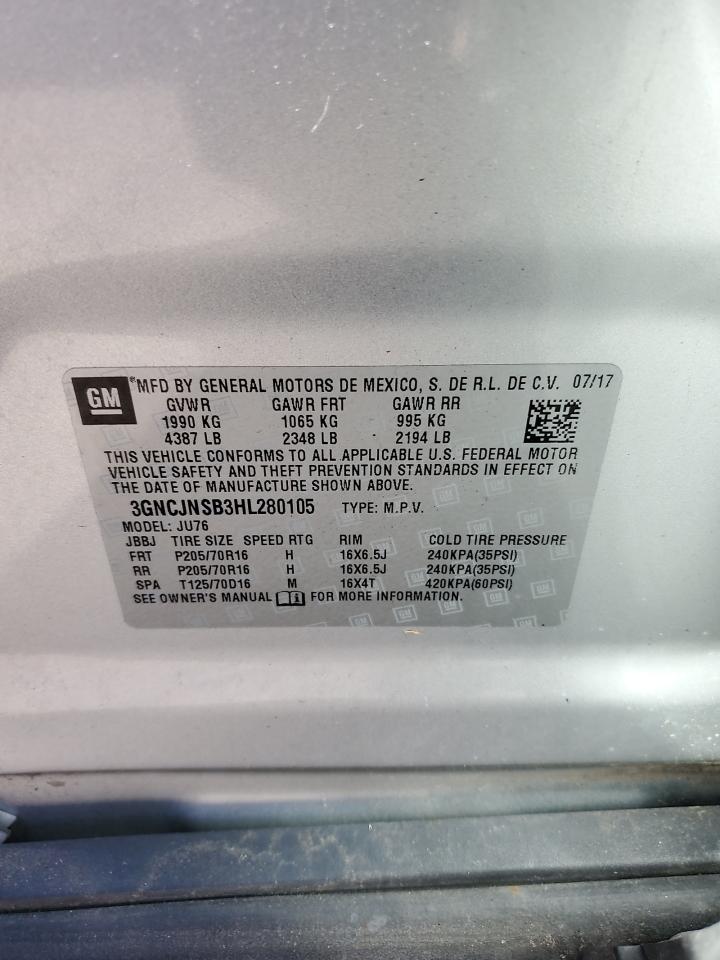 GM ®MFD BY GENERAL MOTORS DE MEXICO, S. DE R.L. DE C.V. 07/17
GVWR GAWR FRT GAWR RR
1990 KG 1065 KG 995 KG
4387 LB 2348 LB 2194 LB
THIS VEHICLE CONFORMS TO ALL APPLICABLE U.S. FEDERAL MOTOR
VEHICLE SAFETY AND THEFT PREVENTION STANDARDS IN EFFECT ON
THE DATE OF MANUFACTURE SHOWN ABOVE.
3GNCJNSB3HL280105 TYPE: M.P.V.
MODEL: JU76
JBBJ TIRE SIZE SPEED RTG RIM COLD TIRE PRESSURE
FRT P205/70R16 H 16X6.5J 240KPA(35PSI)
RR P205/70R16 H 16X6.5J 240KPA(35PSI)
SPA T125/70D16 M 16X4T 420KPA(60PSI)
SEE OWNER'S MANUAL FOR MORE INFORMATION.